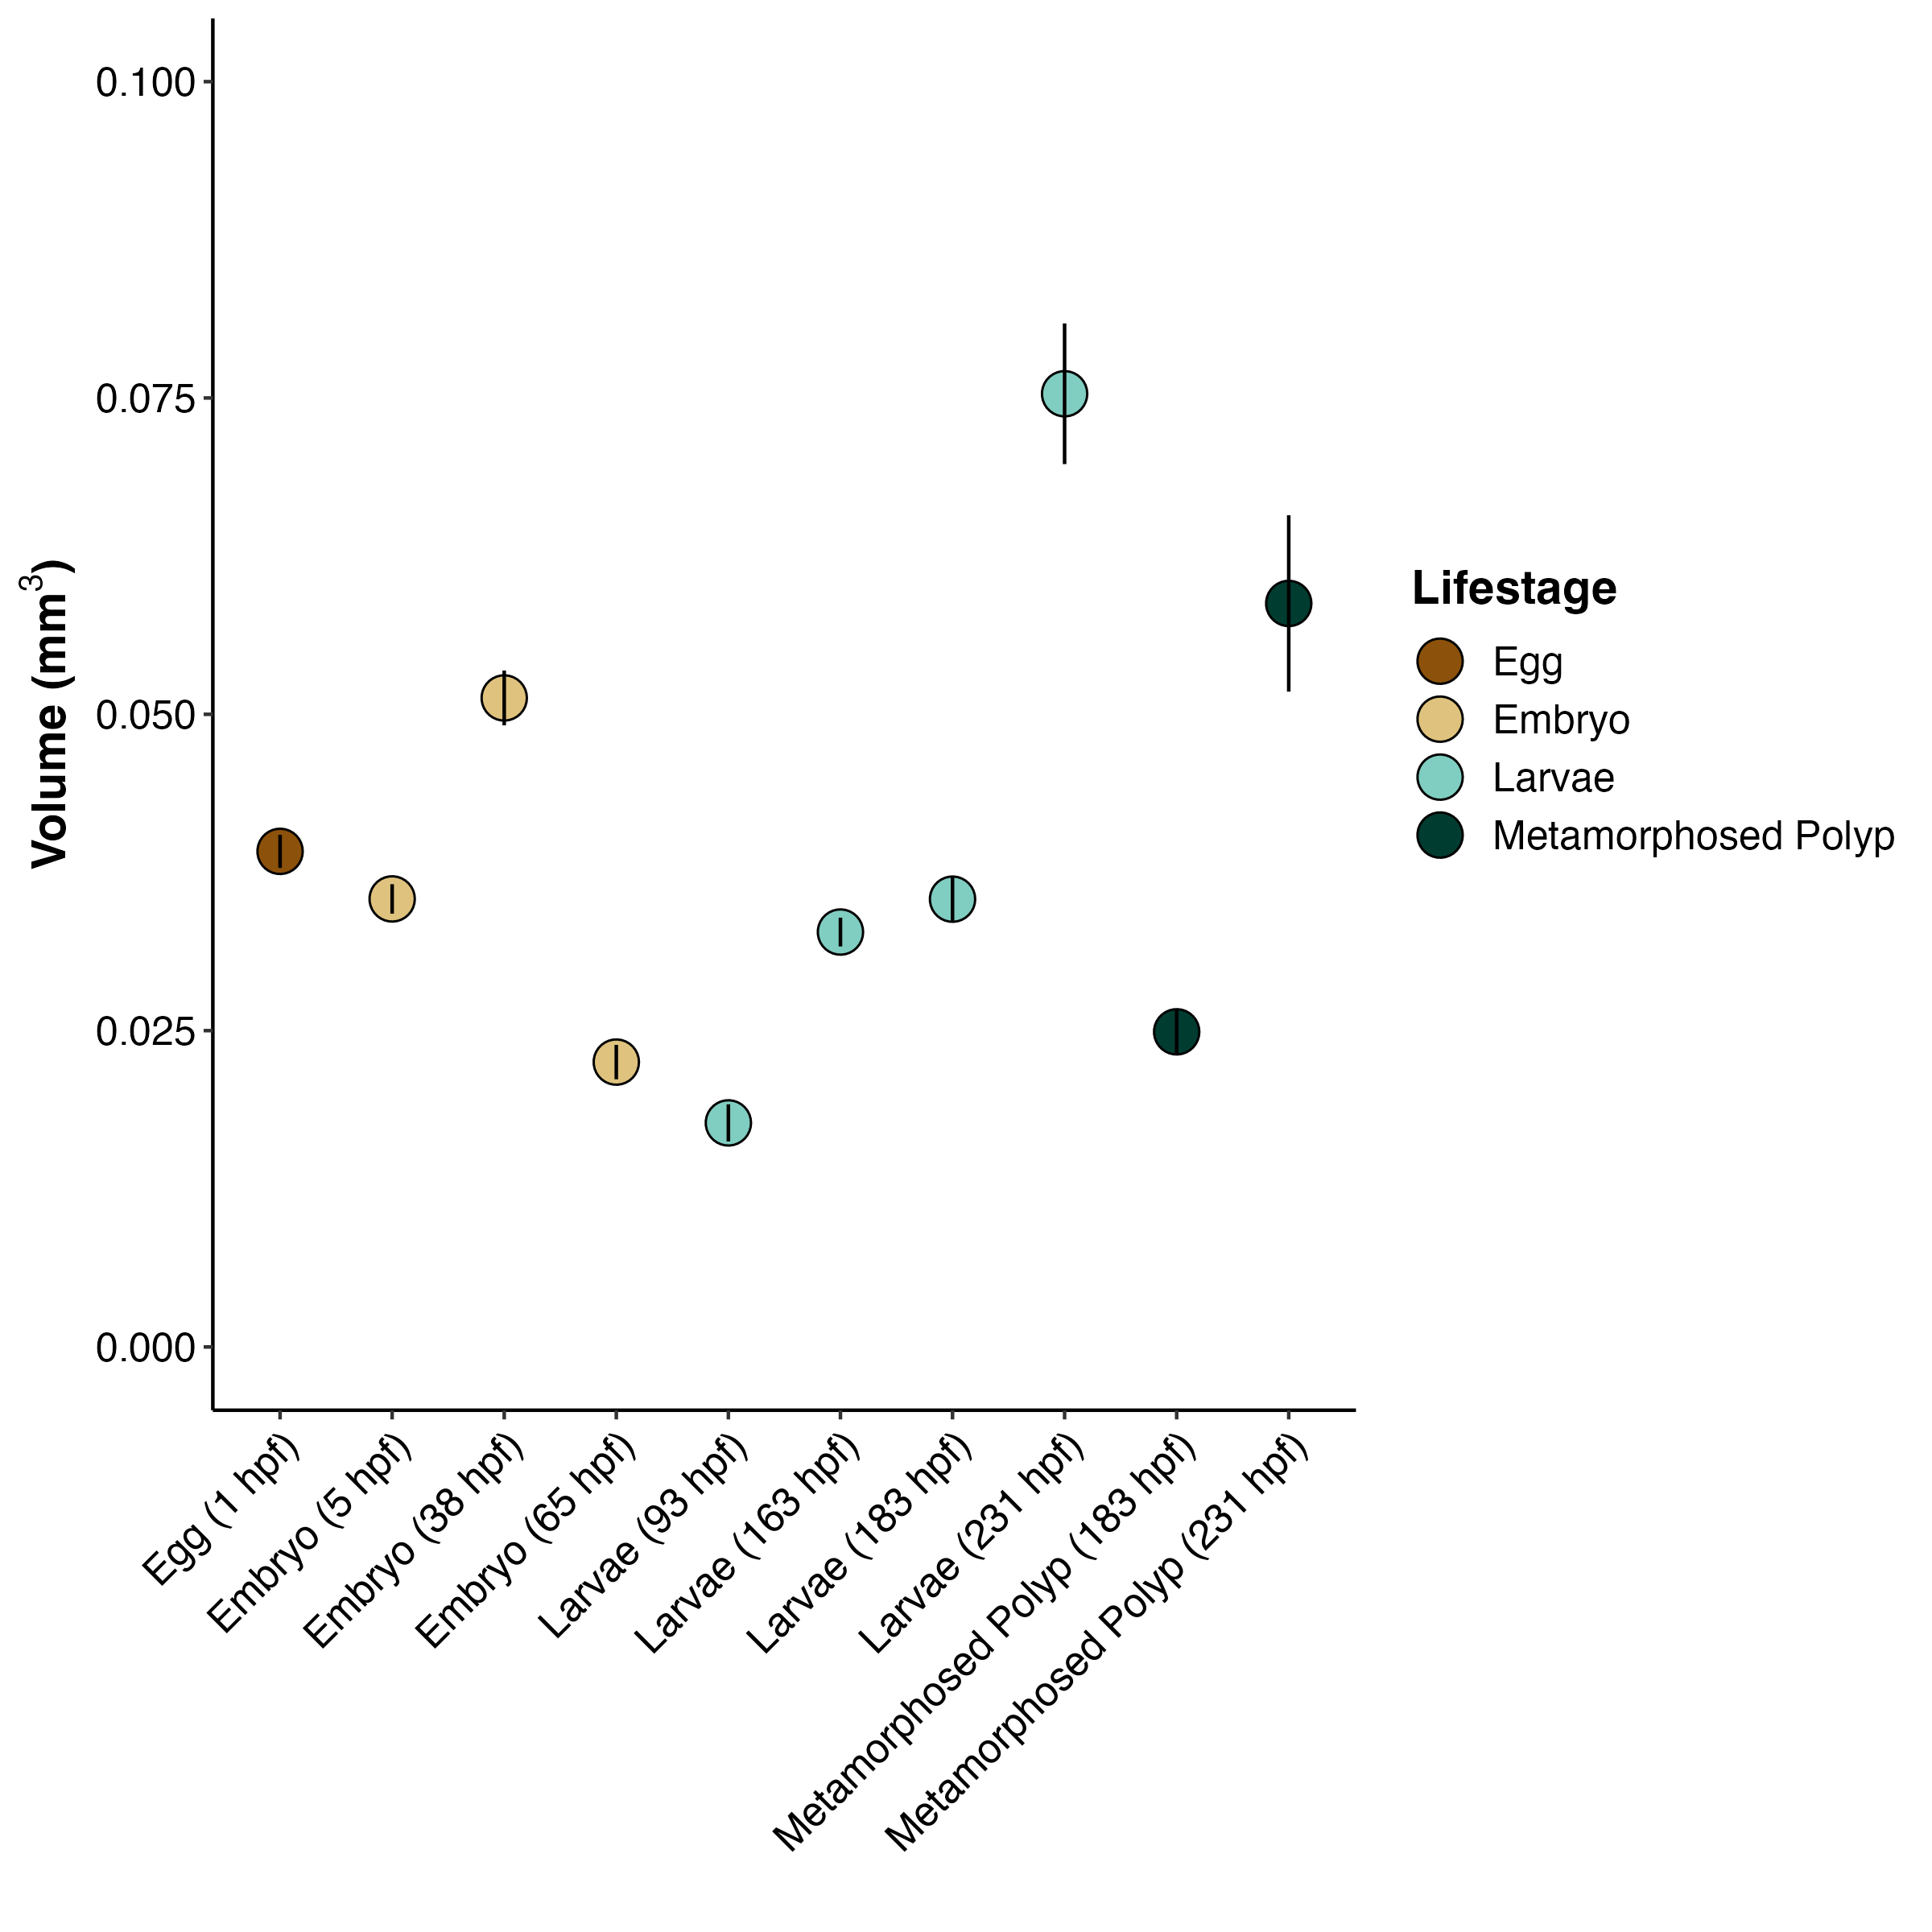 Volume (mm³)
0.100
0.075
0.050
0.025
0.000
Egg (1 hpf)
Embryo (5 hpf)
Embryo (38 hpf)
Embryo (65 hpf)
Larvae (93 hpf)
Larvae (163 hpf)
Larvae (183 hpf)
Larvae (231 hpf)
Metamorphosed Polyp (183 hpf)
Metamorphosed Polyp (231 hpf)
Lifestage
Egg
Embryo
Larvae
Metamorphosed Polyp